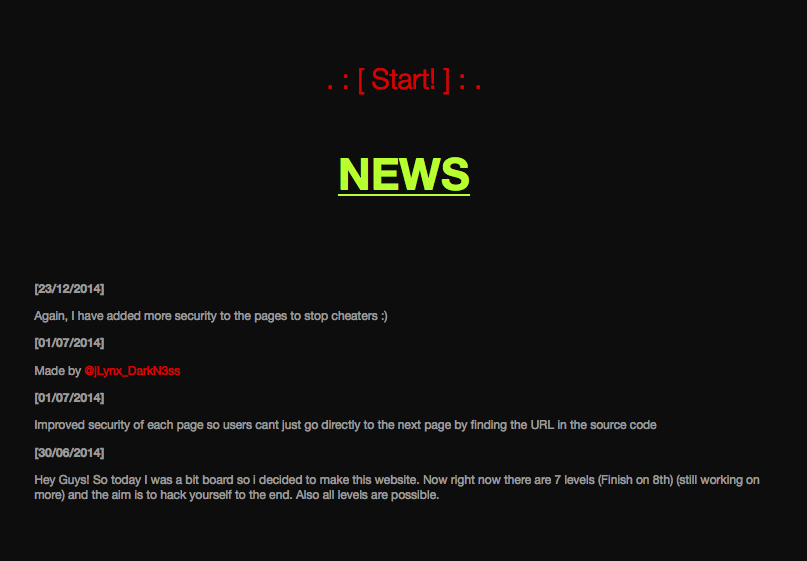 . : [ Start! ] : .
NEWS
[23/12/2014]
Again, I have added more security to the pages to stop cheaters :)
[01/07/2014]
Made by @jLynx_DarkN3ss
[01/07/2014]
Improved security of each page so users cant just go directly to the next page by finding the URL in the source code
[30/06/2014]
Hey Guys! So today I was a bit board so i decided to make this website. Now right now there are 7 levels (Finish on 8th) (still working on
more) and the aim is to hack yourself to the end. Also all levels are possible.